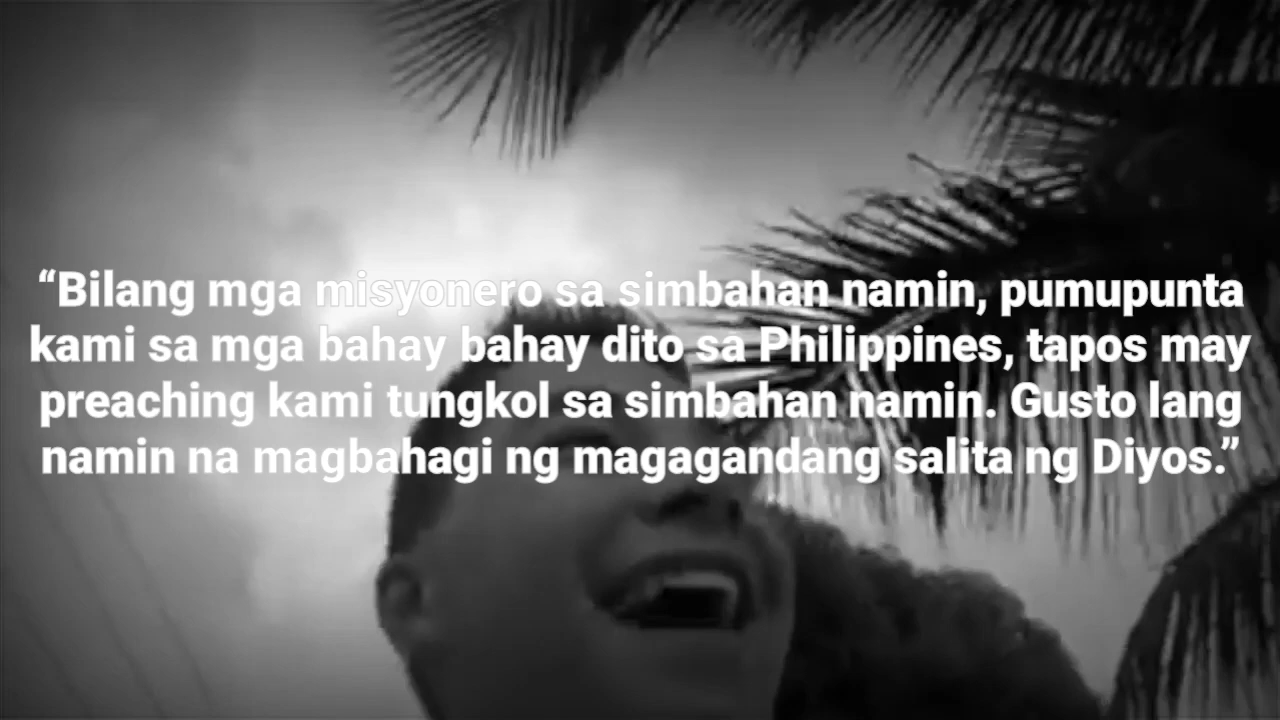 “Bilang mga misyonero sa simbahan namin, pumupunta
kami sa mga bahay bahay dito sa Philippines, tapos may
preaching kami tungkol sa simbahan namin. Gusto lang
namin na magbahagi ng magagandang salita ng Diyos.”